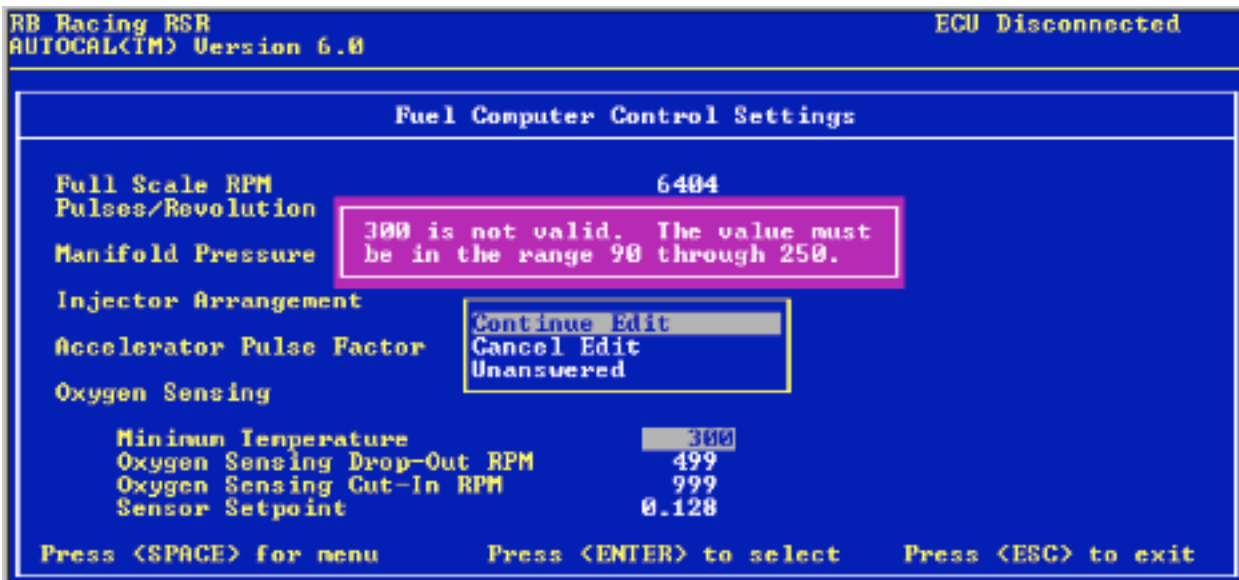 RB Racing RSR ECU Disconnected
AUTOCAL(TM) Version 6.0
Fuel Computer Control Settings
Full Scale RPM 6404
Pulses/Revolution
300 is not valid. The value must
be in the range 90 through 250.
Manifold Pressure
Injector Arrangement
Continue Edit
Cancel Edit
Unanswered
Accelerator Pulse Factor
Oxygen Sensing
Minimum Temperature 300
Oxygen Sensing Drop-Out RPM 499
Oxygen Sensing Cut-In RPM 999
Sensor Setpoint 0.128
Press <SPACE> for menu Press <ENTER> to select Press <ESC> to exit